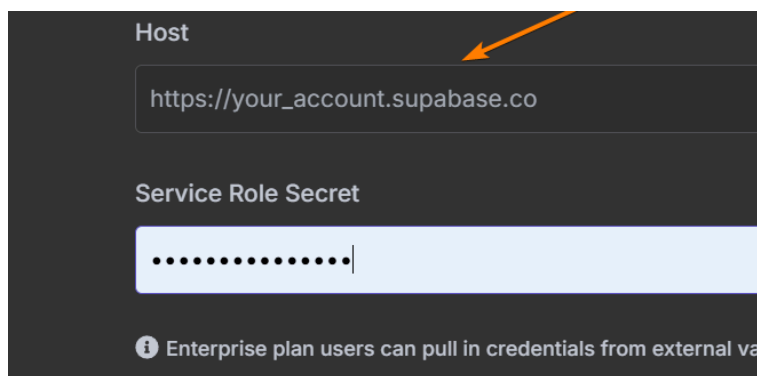 Host
https://your_account.supabase.co
Service Role Secret
•••••••••••••••
Enterprise plan users can pull in credentials from external va